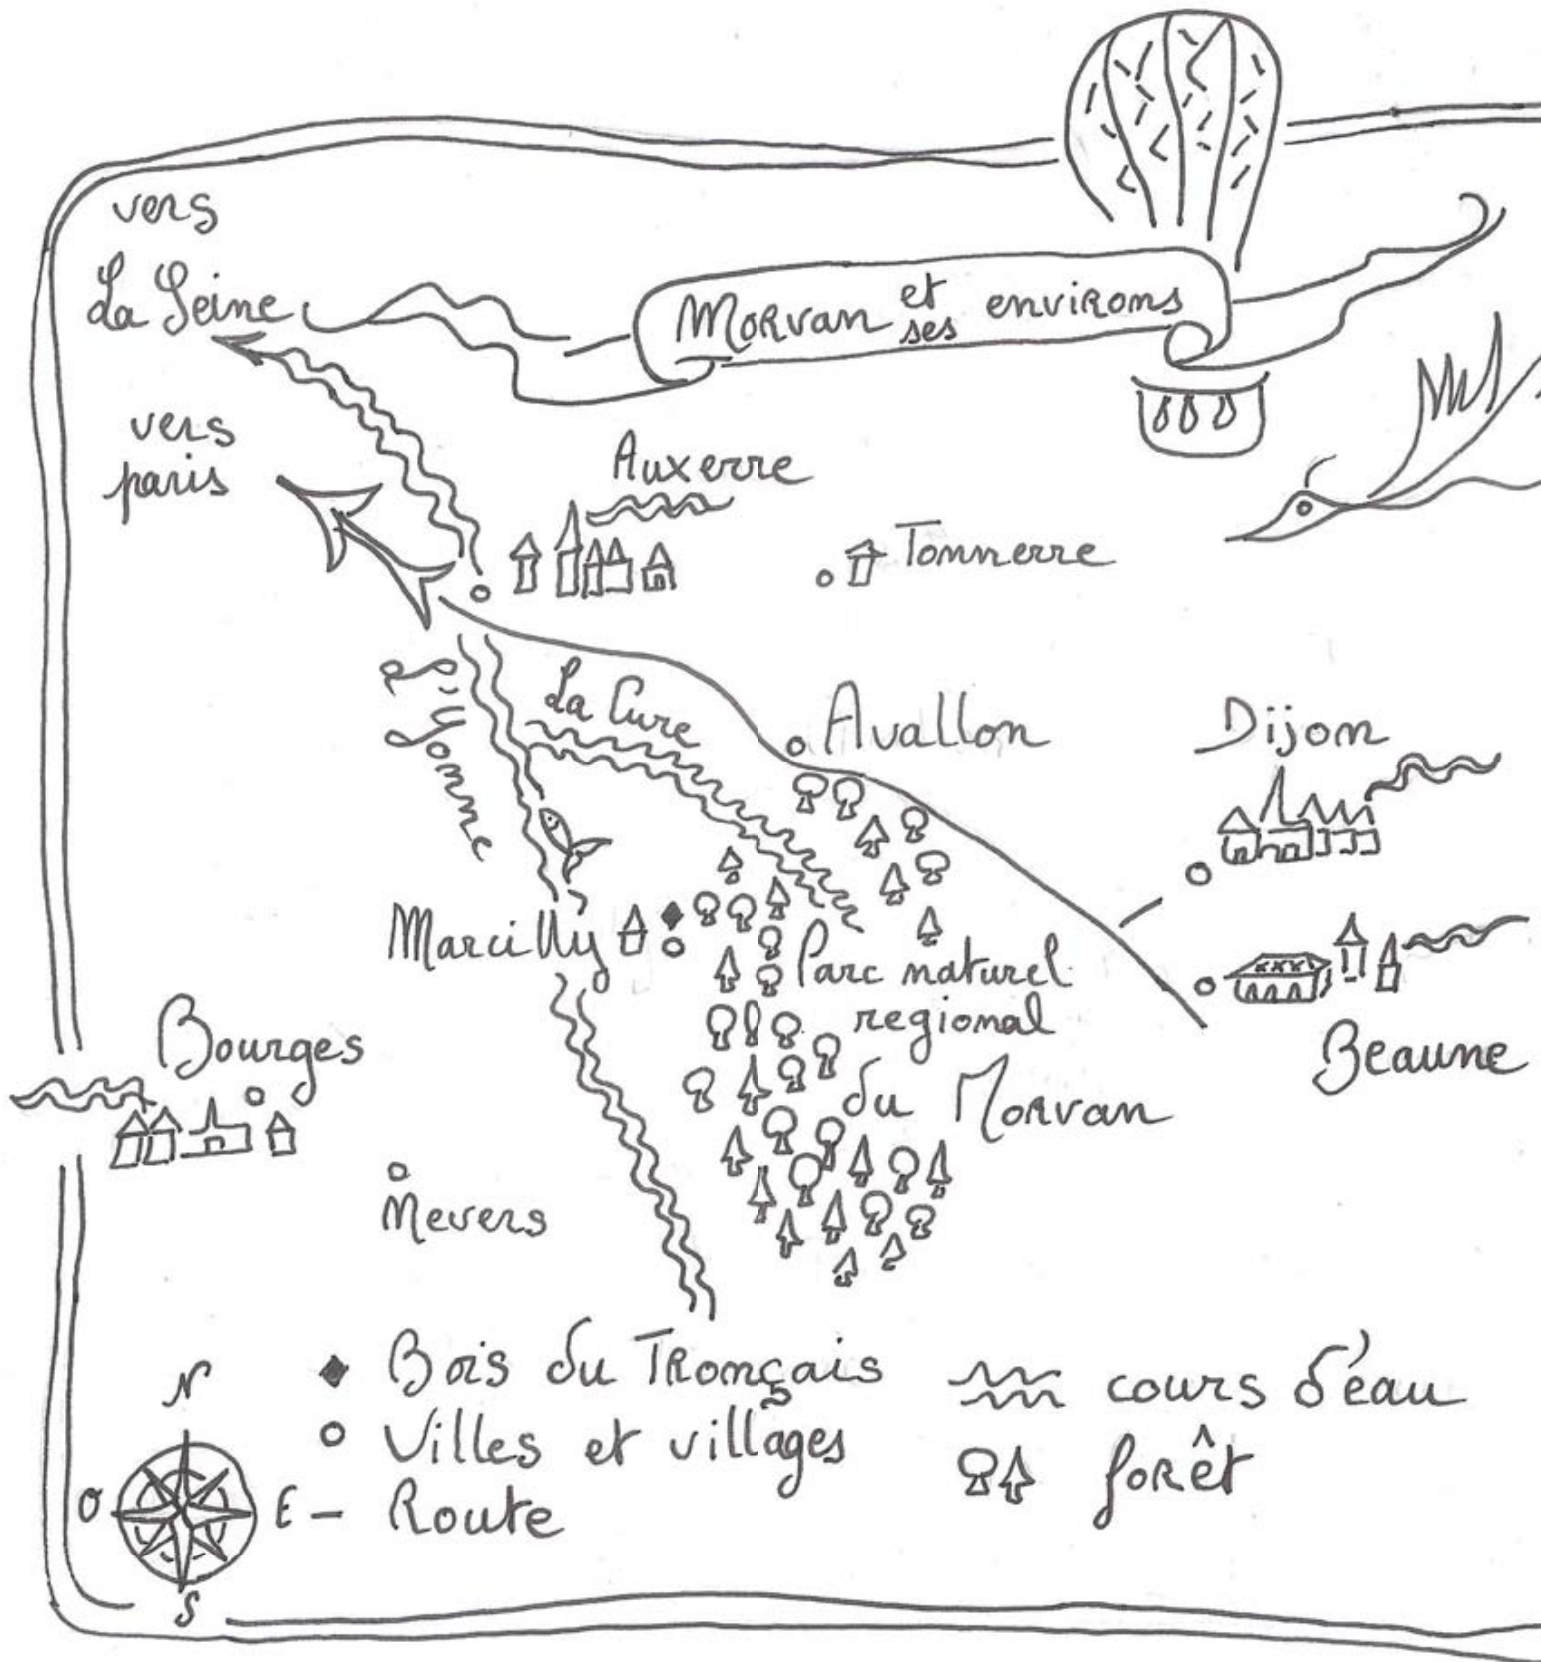 vers
La Seine
Morvan et ses environs
vers
paris
Auxerre
Tonnerre
L'Yonne
La Cure
Avallon
Dijon
Marcilly
Parc naturel
regional
du Morvan
Beaune
Bourges
Nevers
N
O
E
S
Bois du Tronçais
Villes et villages
Route
cours d'eau
forêt